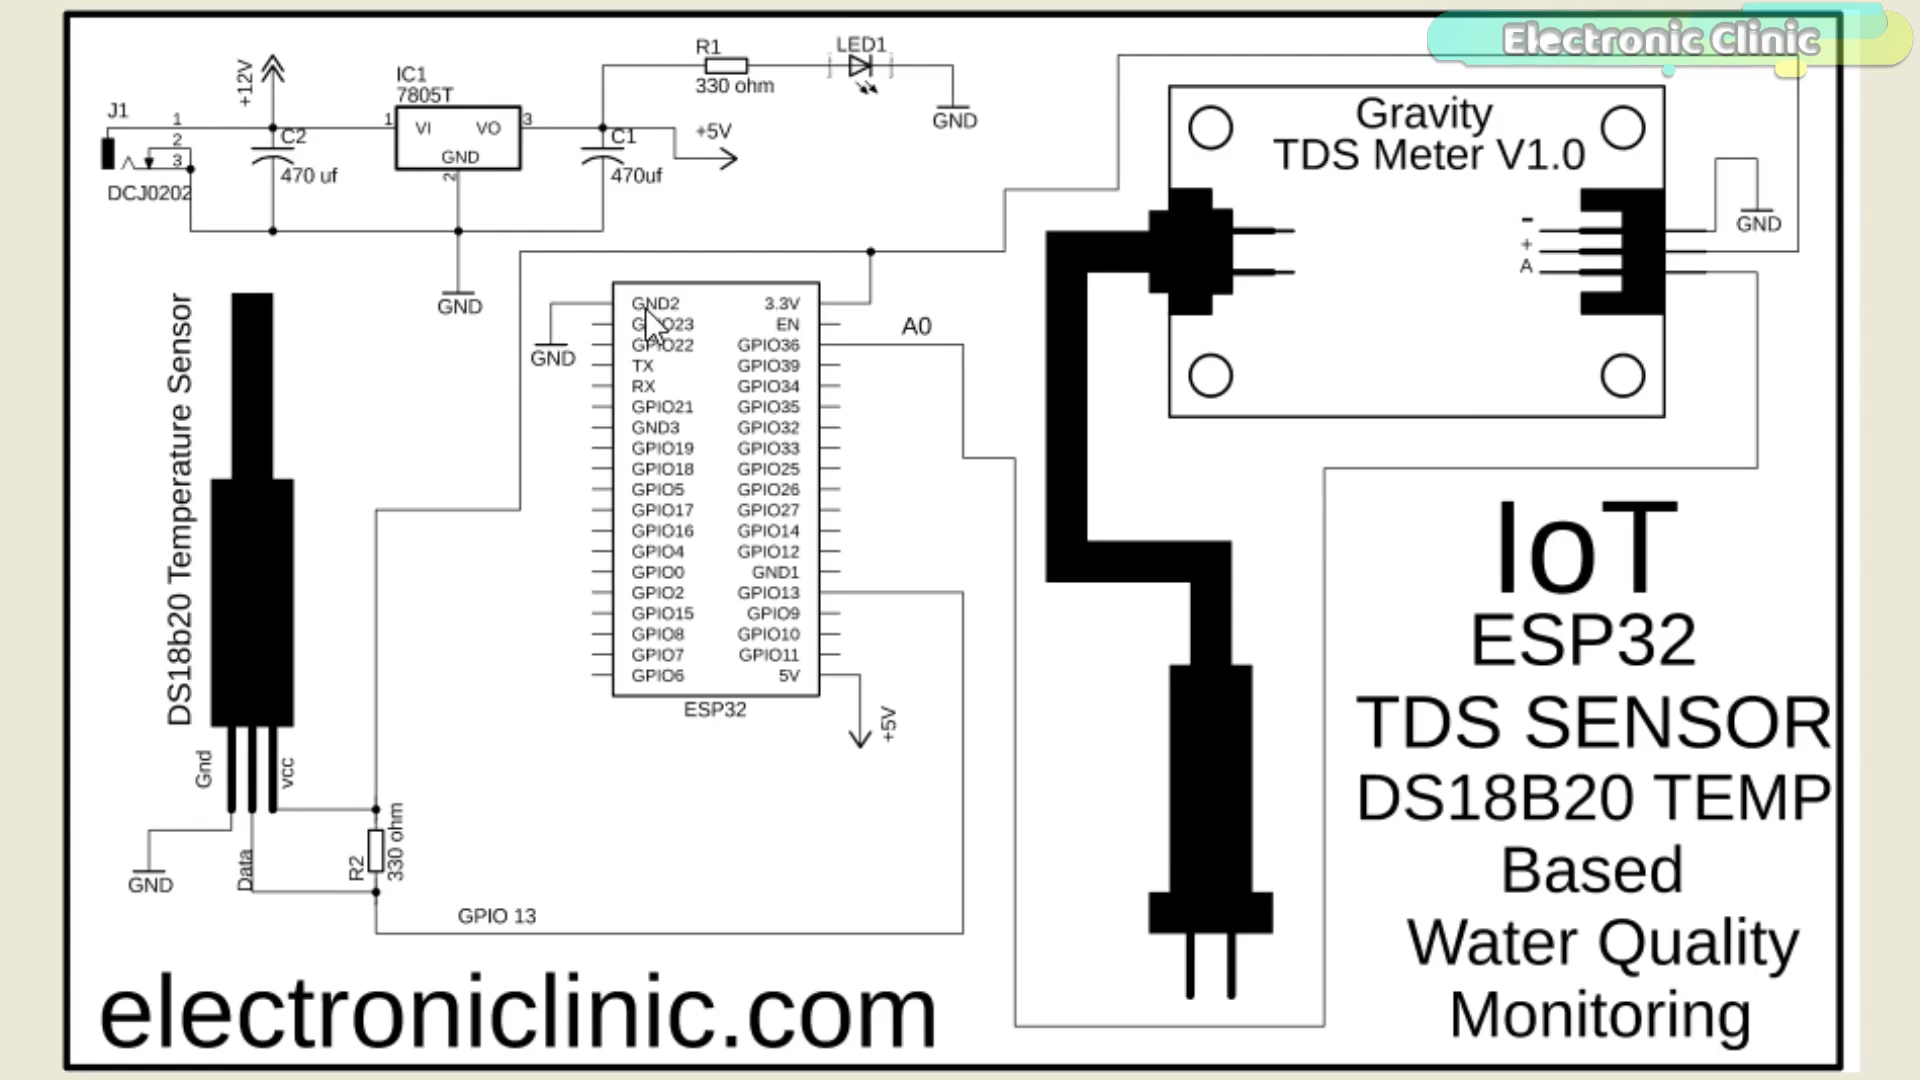 Electronic Clinic
R1
330 ohm
LED1
GND
+12V
IC1
7805T
J1
1
2
3
DCJ0202
C2
470 uf
1
VI
VO
3
GND
2
C1
470uf
+5V
GND
Gravity
TDS Meter V1.0
-
+
A
GND
DS18b20 Temperature Sensor
Gnd
vcc
Data
GND
R2
330 ohm
GPIO 13
GND
GND2
3.3V
EN
GPIO22
GPIO36
A0
TX
GPIO39
RX
GPIO34
GPIO21
GPIO35
GND3
GPIO32
GPIO19
GPIO33
GPIO18
GPIO25
GPIO5
GPIO26
GPIO17
GPIO27
GPIO16
GPIO14
GPIO4
GPIO12
GPIO0
GND1
GPIO2
GPIO13
GPIO15
GPIO9
GPIO8
GPIO10
GPIO7
GPIO11
GPIO6
5V
ESP32
+5V
IoT
ESP32
TDS SENSOR
DS18B20 TEMP
Based
Water Quality
Monitoring
electroniclinic.com